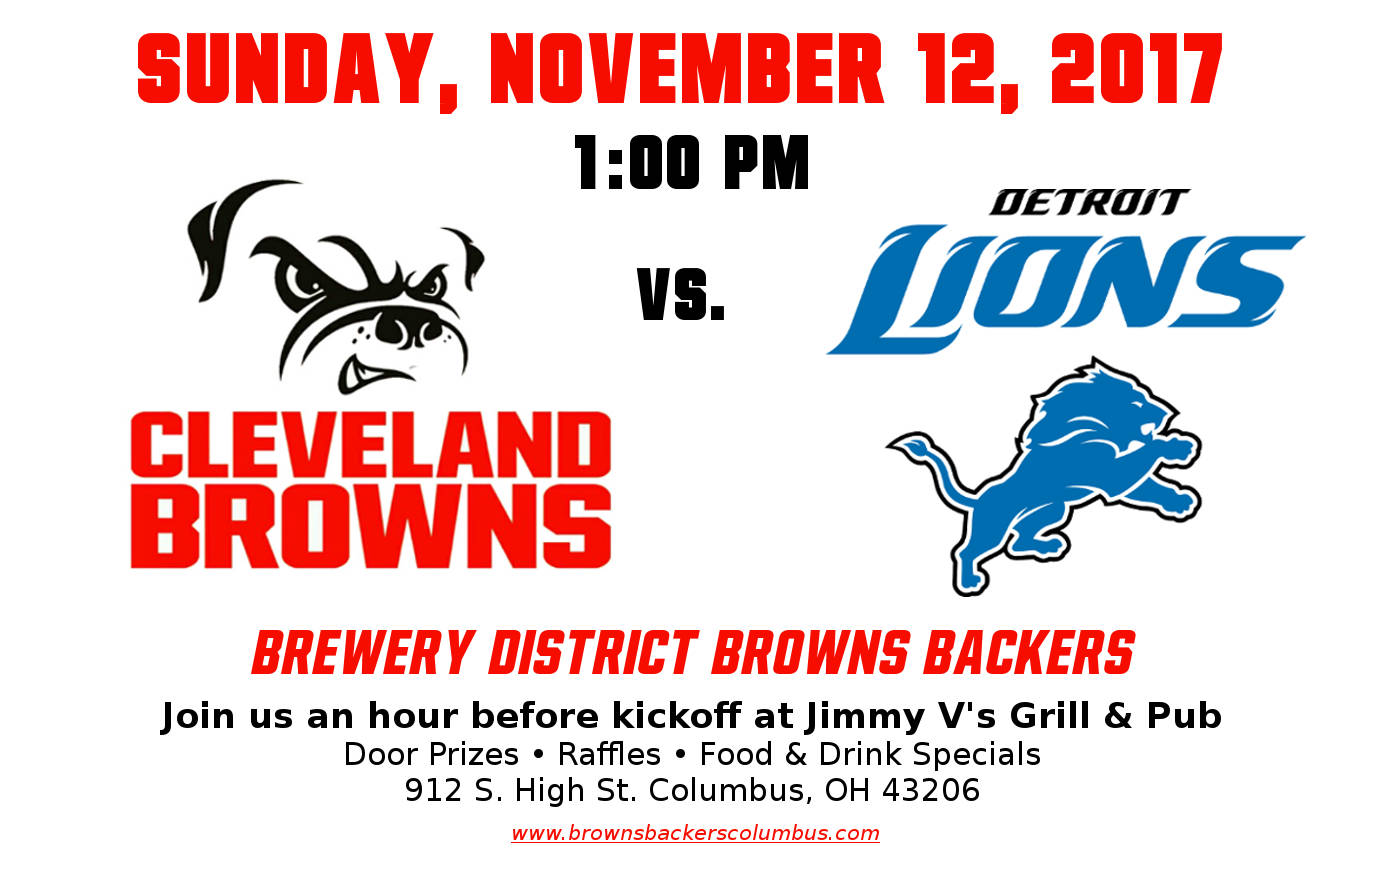 SUNDAY, NOVEMBER 12, 2017
1:00 PM
CLEVELAND
BROWNS
VS.
DETROIT
LIONS
BREWERY DISTRICT BROWNS BACKERS
Join us an hour before kickoff at Jimmy V's Grill & Pub
Door Prizes • Raffles • Food & Drink Specials
912 S. High St. Columbus, OH 43206
www.brownsbackerscolumbus.com